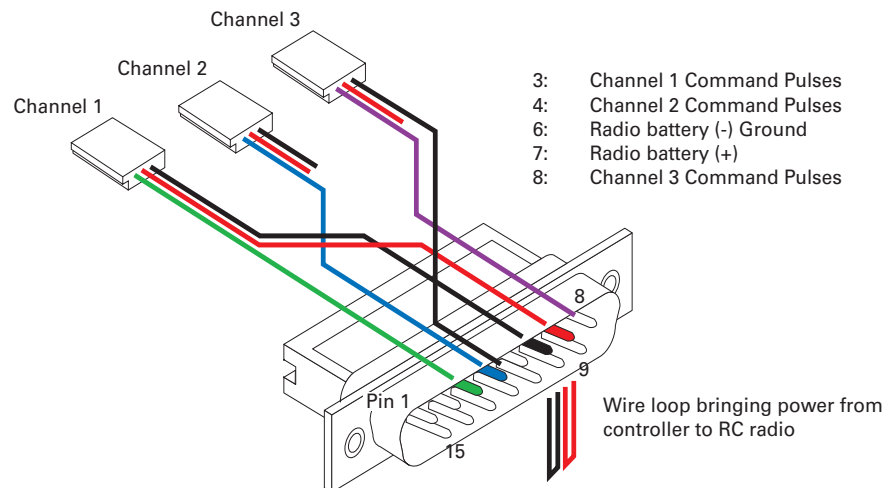 Channel 3
Channel 2
Channel 1
3: Channel 1 Command Pulses
4: Channel 2 Command Pulses
6: Radio battery (-) Ground
7: Radio battery (+)
8: Channel 3 Command Pulses
8
9
Pin 1
15
Wire loop bringing power from
controller to RC radio